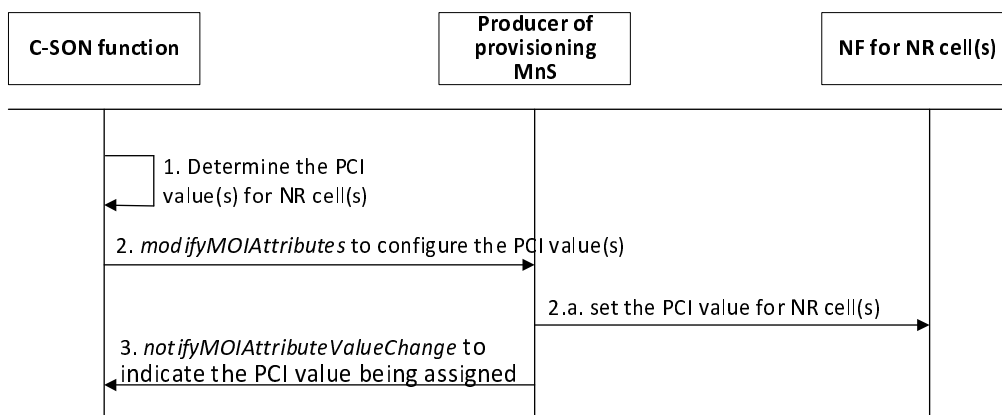 C-SON function
Producer of
provisioning
MnS
NF for NR cell(s)
1. Determine the PCI
value(s) for NR cell(s)
2. modifyMOIAttributes to configure the PCI value(s)
2.a. set the PCI value for NR cell(s)
3. notifyMOIAttributeValueChange to
indicate the PCI value being assigned